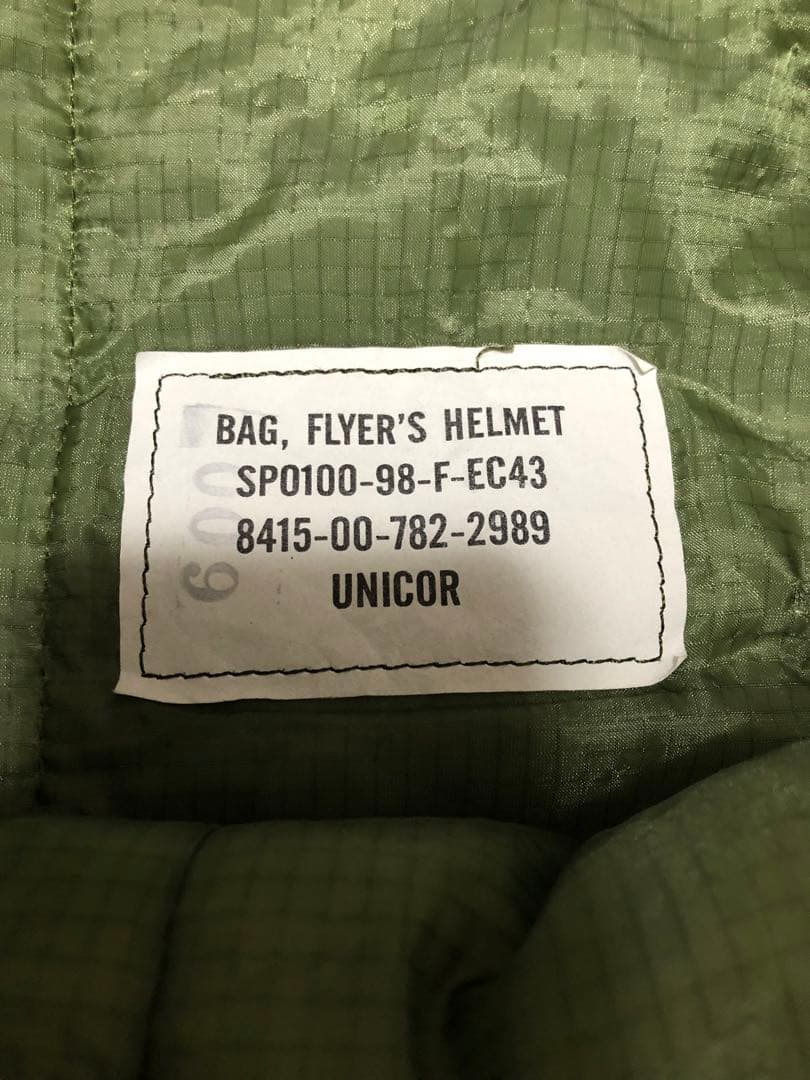 BAG, FLYER'S HELMET
SP0100-98-F-EC43
8415-00-782-2989
UNICOR